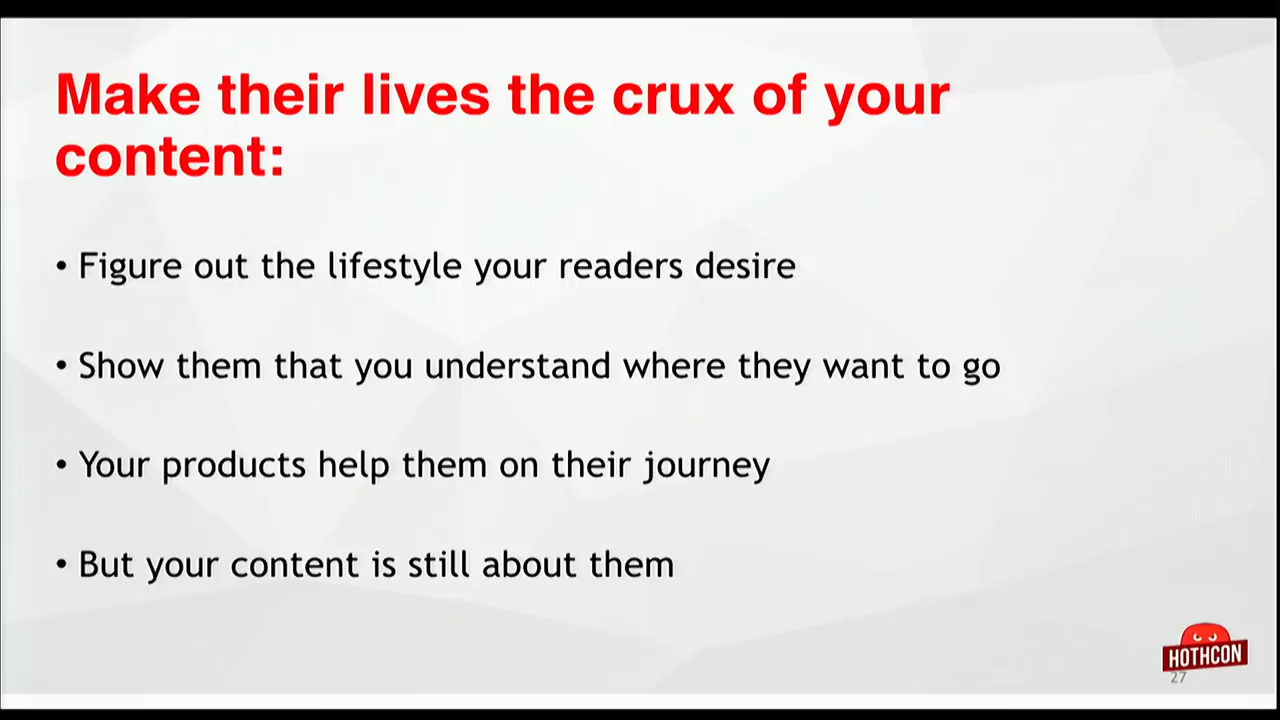 Make their lives the crux of your
content:
• Figure out the lifestyle your readers desire
• Show them that you understand where they want to go
• Your products help them on their journey
• But your content is still about them
HOTHCON
27